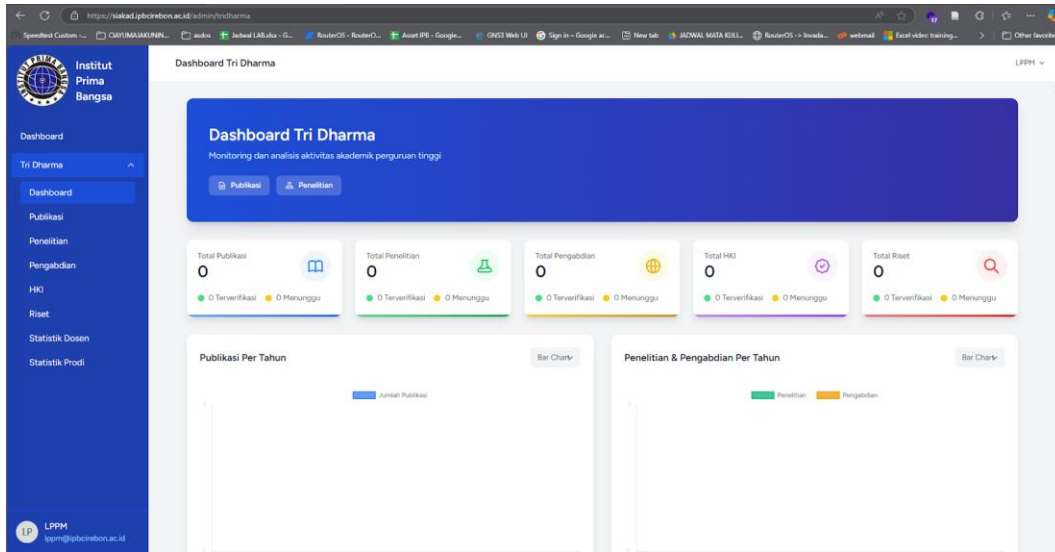 https://siakad.ipbcirebon.ac.id/admin/tridharma
Speedtest Custom -... CIAYUMAJAKUNIN... asdos Jadwal LAB.xlsx - G... RouterOS - RouterO... Asset IPB - Google... GNS3 Web UI Sign in – Google ac... New tab JADWAL MATA KULI... RouterOS -> Invada... webmail Excel video training... Other favorite
Institut
Prima
Bangsa
Dashboard Tri Dharma
LPPM
Dashboard
Tri Dharma
Dashboard
Publikasi
Penelitian
Pengabdian
HKI
Riset
Statistik Dosen
Statistik Prodi
LP
LPPM
lppm@ipbcirebon.ac.id
Dashboard Tri Dharma
Monitoring dan analisis aktivitas akademik perguruan tinggi
Publikasi Penelitian
Total Publikasi
0
0 Terverifikasi 0 Menunggu
Total Penelitian
0
0 Terverifikasi 0 Menunggu
Total Pengabdian
0
0 Terverifikasi 0 Menunggu
Total HKI
0
0 Terverifikasi 0 Menunggu
Total Riset
0
0 Terverifikasi 0 Menunggu
Publikasi Per Tahun
Bar Chart
Jumlah Publikasi
Penelitian & Pengabdian Per Tahun
Bar Chart
Penelitian Pengabdian